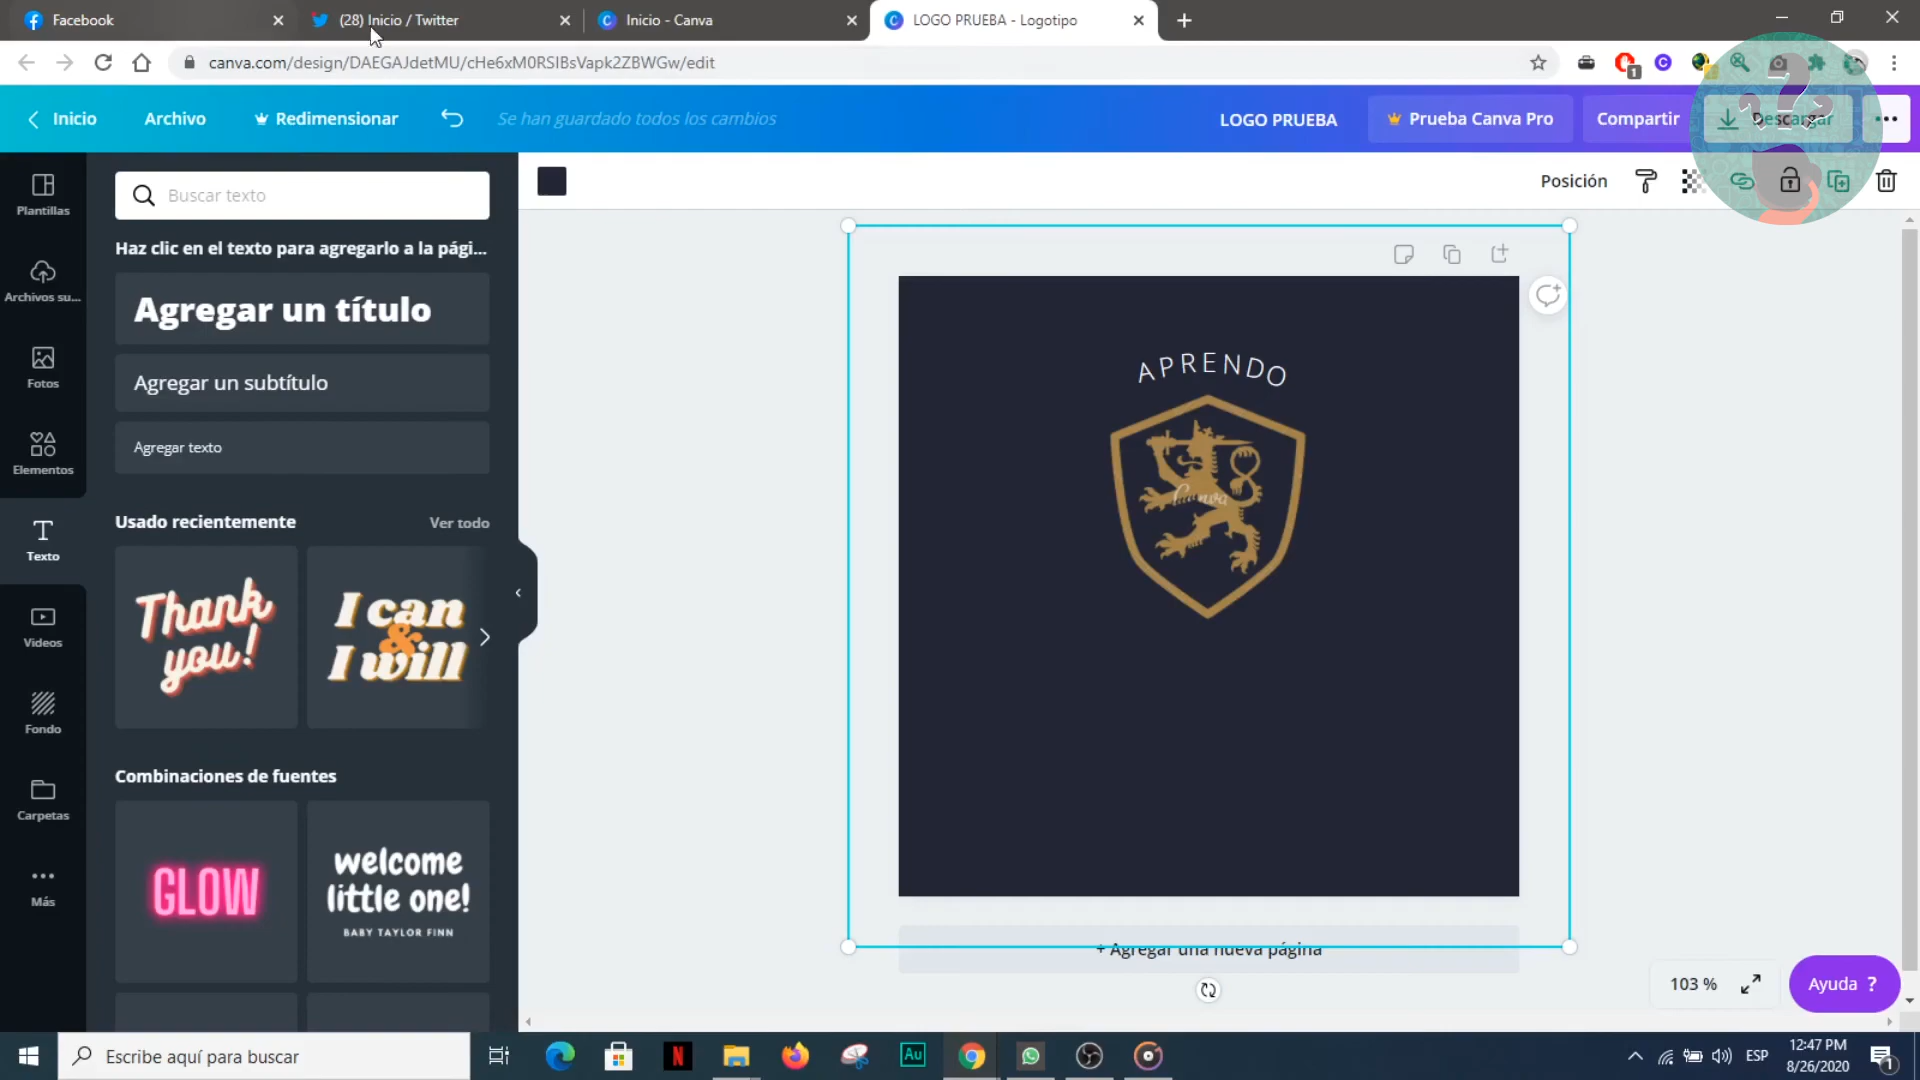 Facebook
(28) Inicio / Twitter
Inicio - Canva
LOGO PRUEBA - Logotipo
canva.com/design/DAEGAJdetMU/cHe6xM0RSIBsVapk2ZBWGw/edit
1
Inicio
Archivo
Redimensionar
Se han guardado todos los cambios
LOGO PRUEBA
Prueba Canva Pro
Compartir
Descargar
Posición
Plantillas
Archivos su...
Fotos
Elementos
Texto
Videos
Fondo
Carpetas
Más
Buscar texto
Haz clic en el texto para agregarlo a la pági...
Agregar un título
Agregar un subtítulo
Agregar texto
Usado recientemente
Ver todo
Thank
you!
I can
&
I will
Combinaciones de fuentes
GLOW
welcome
little one!
BABY TAYLOR FINN
APRENDO
Canva
+ Agregar una nueva página
103 %
Ayuda ?
Escribe aquí para buscar
N
Au
ESP
12:47 PM
8/26/2020
1